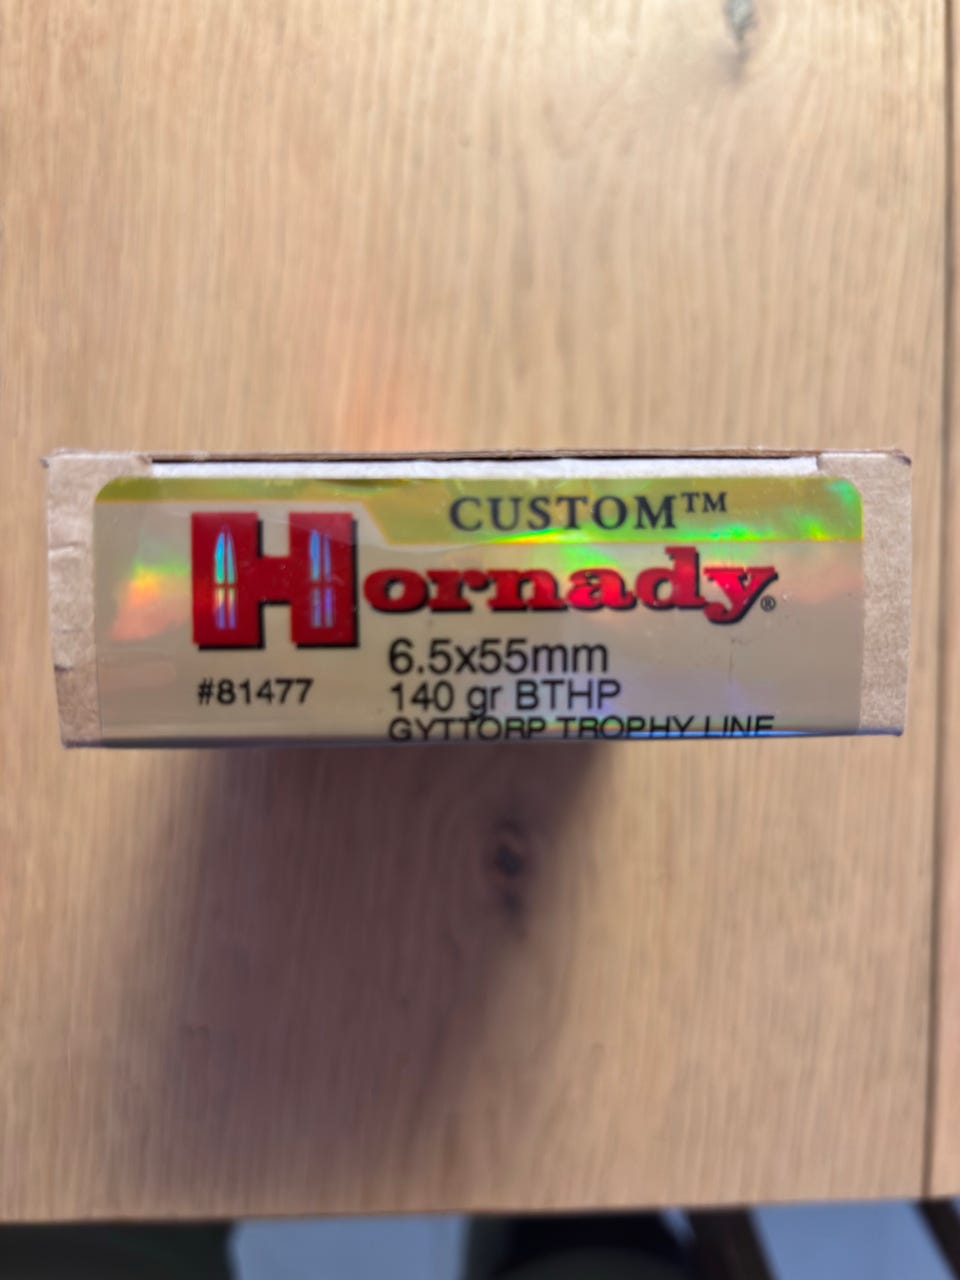 CUSTOM™
Hornady®
6.5x55mm
#81477
140 gr BTHP
GYTTORP TROPHY LINE